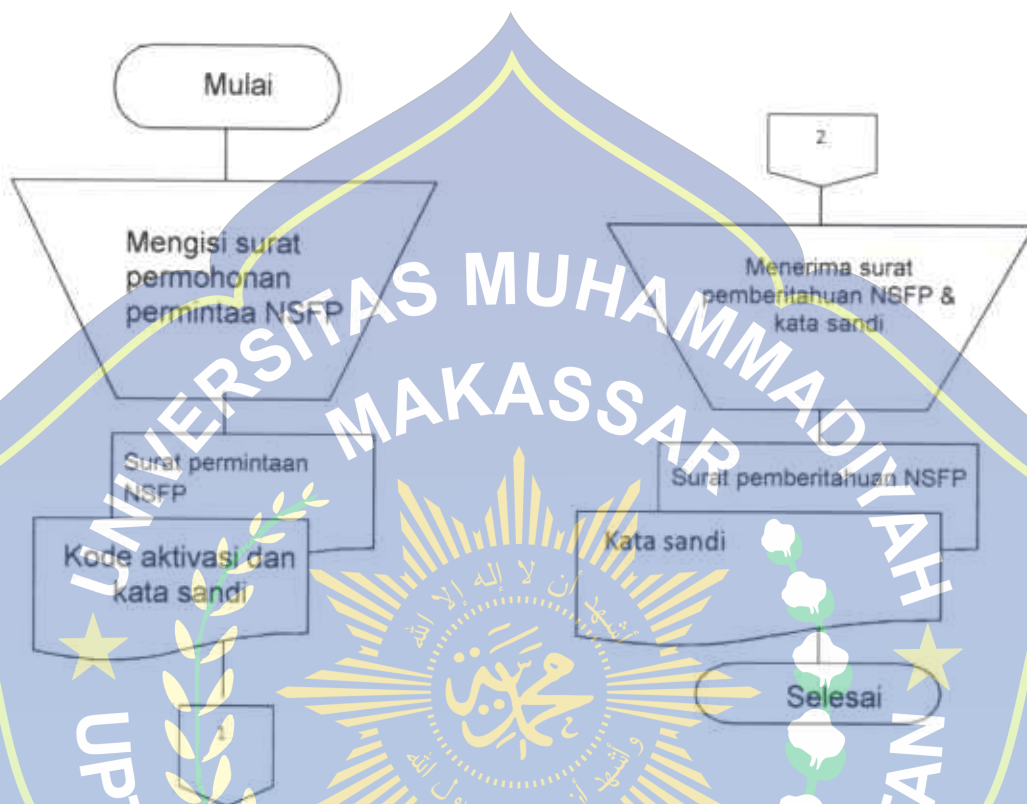 Mulai
Mengisi surat
permohonan
permintaa NSFP
Surat permintaan
NSFP
Kode aktivasi dan
kata sandi
1
2
Menerima surat
pemberitahuan NSFP &
kata sandi
Surat pemberitahuan NSFP
Kata sandi
Selesai
UNIVERSITAS MUHAMMADIYAH
MAKASSAR